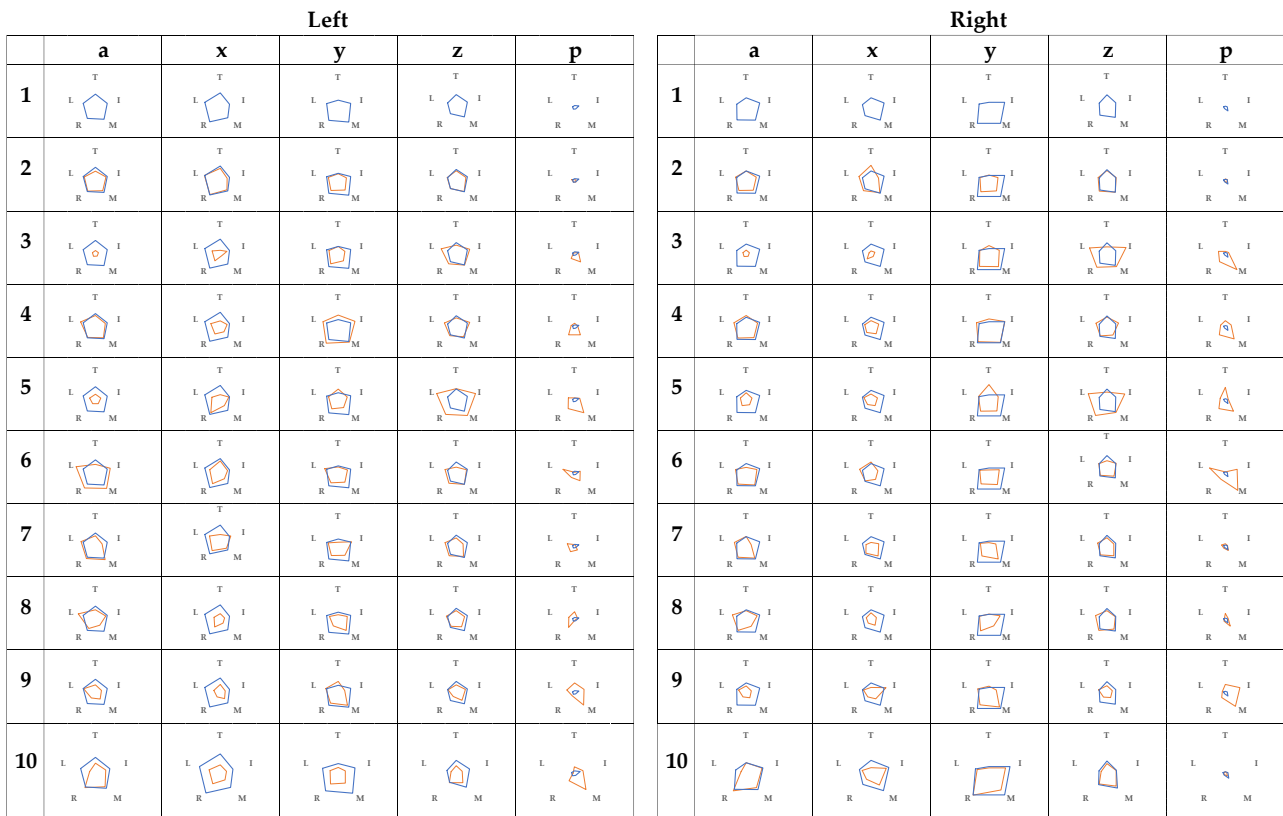 Left Right
a x y z p a x y z p
T T T T T T T T T T
1 L I L I L I L I L I 1 L I L I L I L I L I
R M R M R M R M R M R M R M R M R M R M
T T T T T T T T T T
2 L I L I L I L I L I 2 L I L I L I L I L I
R M R M R M R M R M R M R M R M R M R M
T T T T T T T T T T
3 L I L I L I L I L I 3 L I L I L I L I L I
R M R M R M R M R M R M R M R M R M R M
T T T T T T T T T T
4 L I L I L I L I L I 4 L I L I L I L I L I
R M R M R M R M R M R M R M R M R M R M
T T T T T T T T T T
5 L I L I L I L I L I 5 L I L I L I L I L I
R M R M R M R M R M R M R M R M R M R M
T T T T T T T T T T
6 L I L I L I L I L I 6 L I L I L I L I L I
R M R M R M R M R M R M R M R M R M R M
T T T T T T T T T T
7 L I L I L I L I L I 7 L I L I L I L I L I
R M R M R M R M R M R M R M R M R M R M
T T T T T T T T T T
8 L I L I L I L I L I 8 L I L I L I L I L I
R M R M R M R M R M R M R M R M R M R M
T T T T T T T T T T
9 L I L I L I L I L I 9 L I L I L I L I L I
R M R M R M R M R M R M R M R M R M R M
T T T T T T T T T T
10 L I L I L I L I L I 10 L I L I L I L I L I
R M R M R M R M R M R M R M R M R M R M